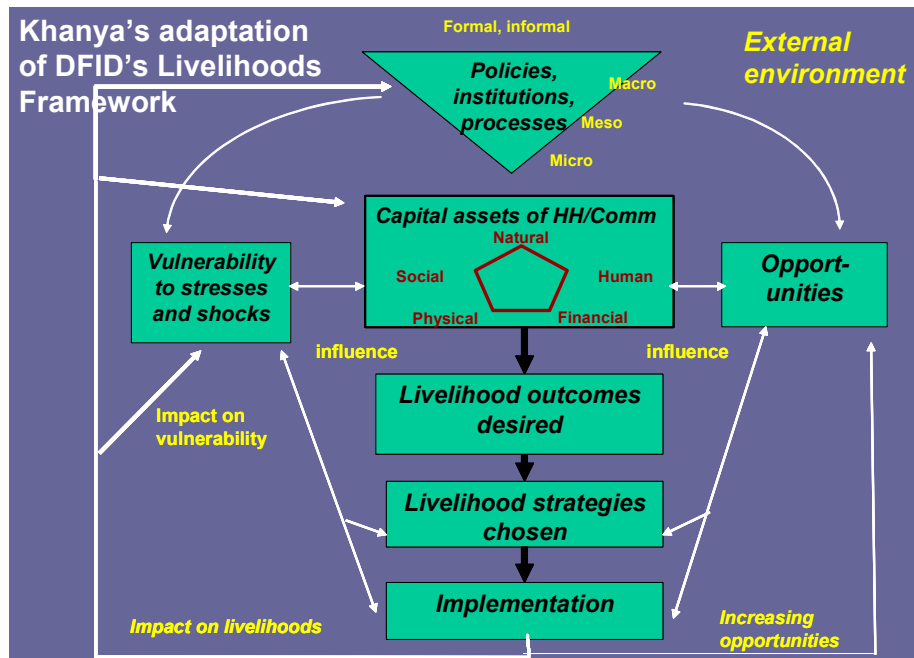 Khanya's adaptation
of DFID's Livelihoods
Framework
Formal, informal
External
environment
Policies,
institutions,
processes
Macro
Meso
Micro
Capital assets of HH/Comm
Natural
Social
Human
Physical
Financial
Vulnerability
to stresses
and shocks
Opport-
unities
influence
influence
Livelihood outcomes
desired
Impact on
vulnerability
Livelihood strategies
chosen
Implementation
Impact on livelihoods
Increasing
opportunities